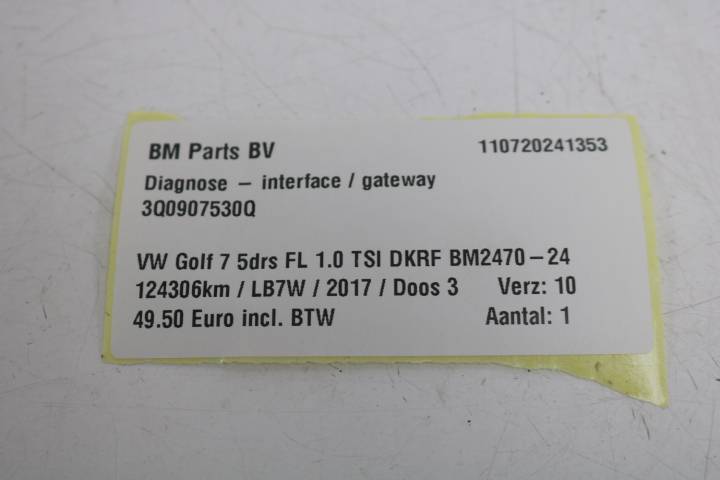 BM Parts BV 110720241353
Diagnose – interface / gateway
3Q0907530Q
VW Golf 7 5drs FL 1.0 TSI DKRF BM2470–24
124306km / LB7W / 2017 / Doos 3 Verz: 10
49.50 Euro incl. BTW Aantal: 1